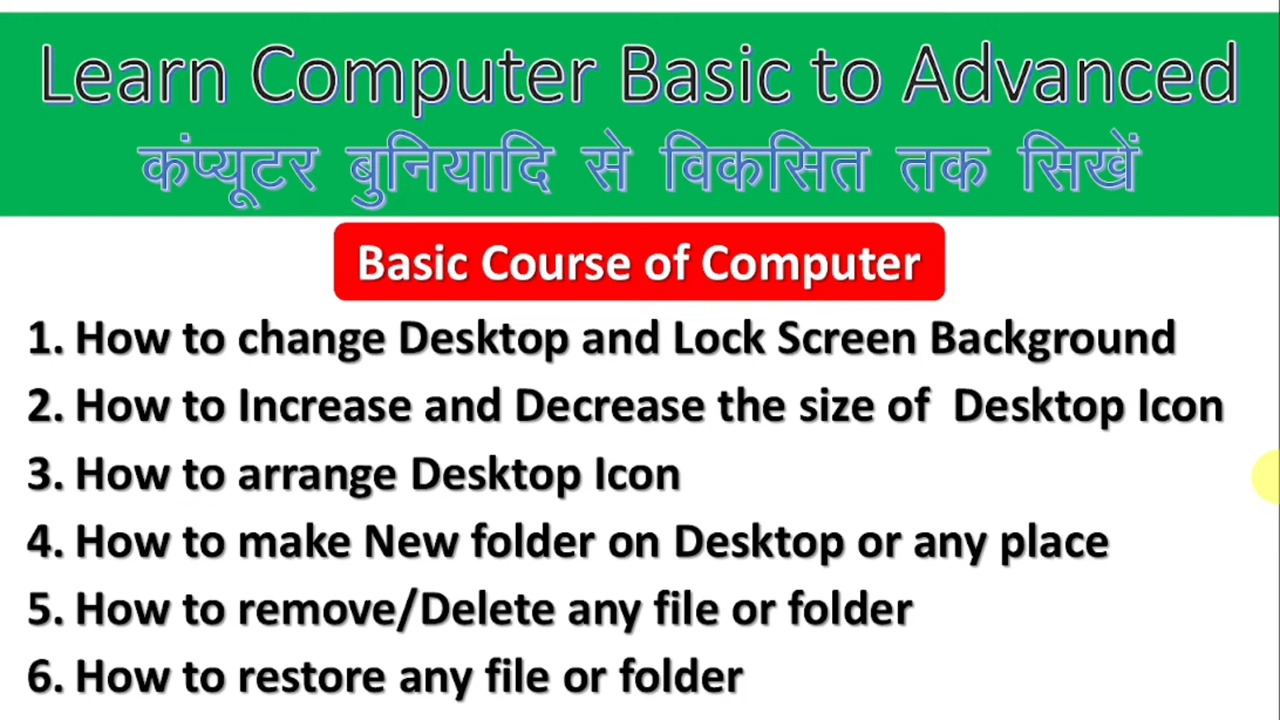 Learn Computer Basic to Advanced
कंप्यूटर बुनियादि से विकसित तक सिखें
Basic Course of Computer
1. How to change Desktop and Lock Screen Background
2. How to Increase and Decrease the size of Desktop Icon
3. How to arrange Desktop Icon
4. How to make New folder on Desktop or any place
5. How to remove/Delete any file or folder
6. How to restore any file or folder